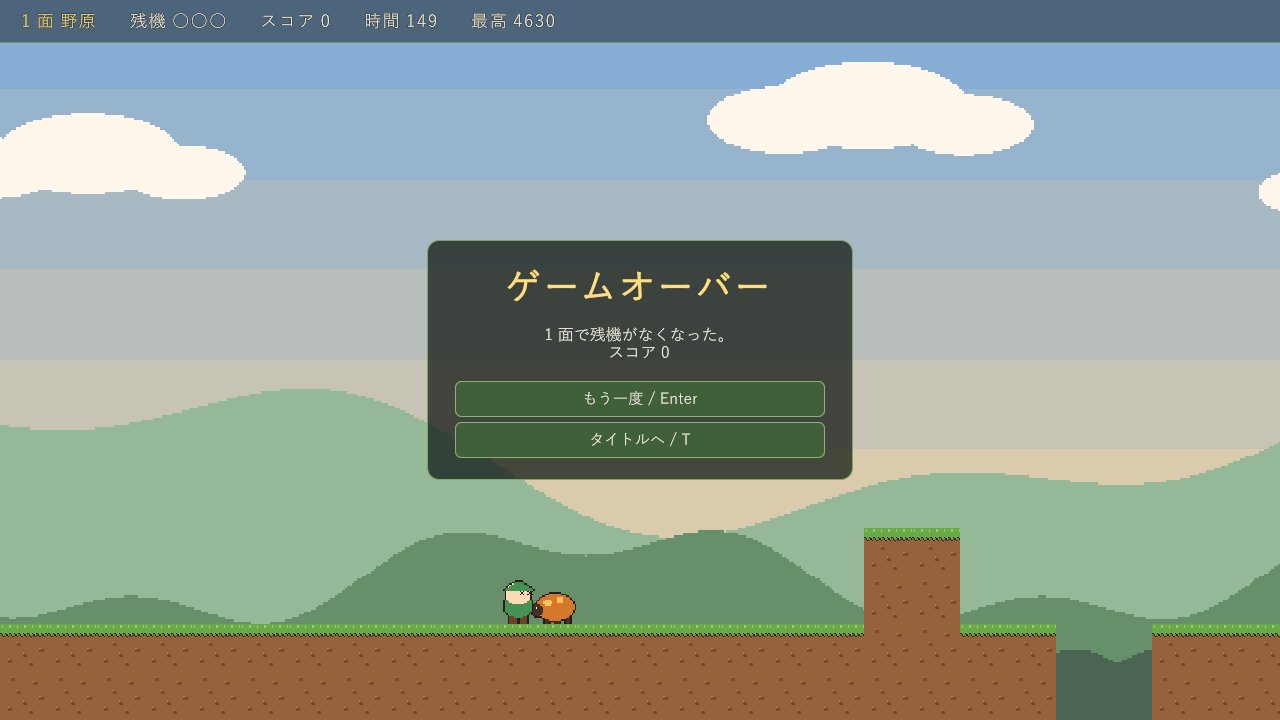 1 面 野原 残機 ○○○ スコア 0 時間 149 最高 4630
ゲームオーバー
1 面で残機がなくなった。
スコア 0
もう一度 / Enter
タイトルへ / T